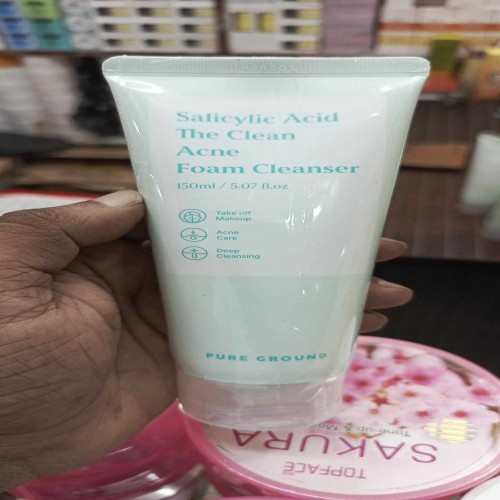 Salicylic Acid
The Clean
Acne
Foam Cleanser
150ml / 5.07 fl.oz
Take off
Makeup
Acne
Care
Deep
Cleansing
PURE GROUND
TOPFACE
SAKURA